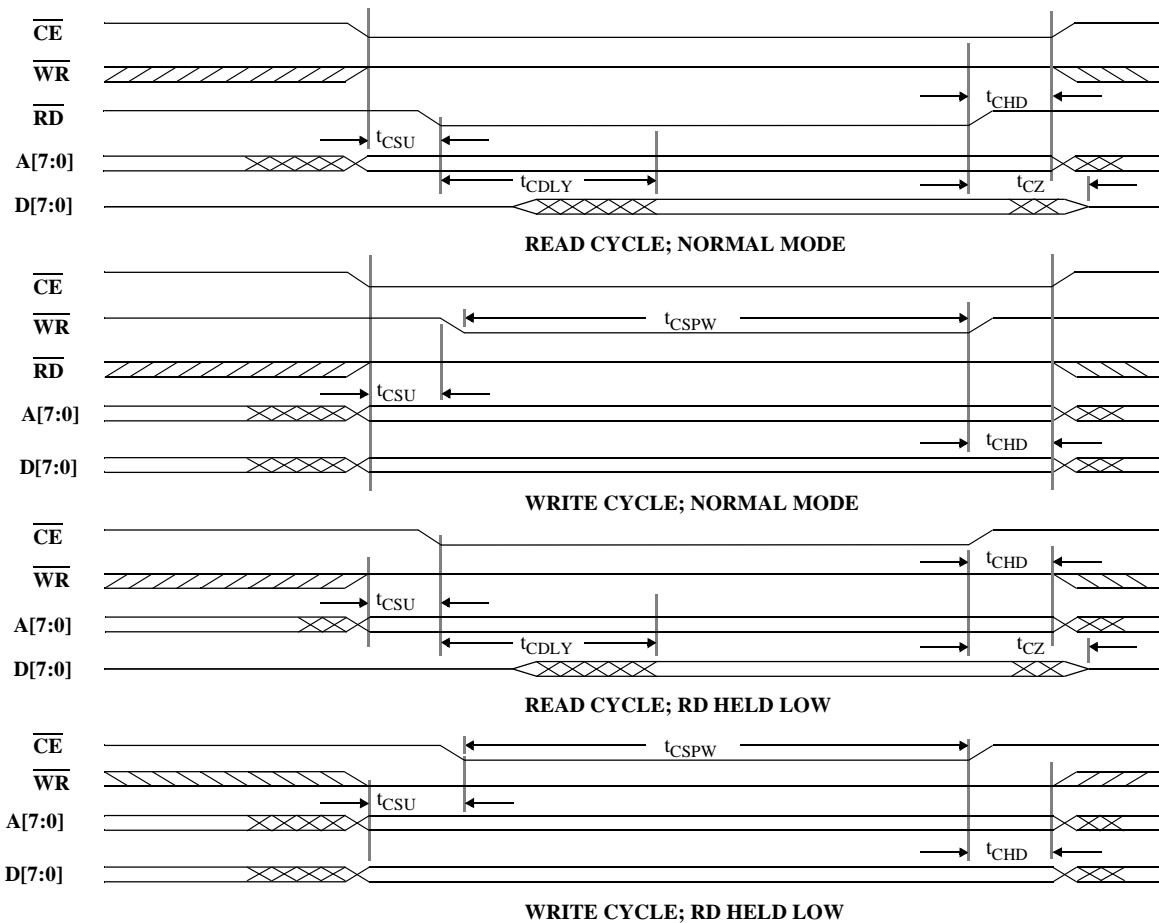 CE
WR
tCHD
RD
tCSU
A[7:0]
tCDLY
tCZ
D[7:0]
READ CYCLE; NORMAL MODE
CE
WR
tCSPW
RD
tCSU
A[7:0]
tCHD
D[7:0]
WRITE CYCLE; NORMAL MODE
CE
tCHD
WR
tCSU
A[7:0]
tCDLY
tCZ
D[7:0]
READ CYCLE; RD HELD LOW
CE
tCSPW
WR
tCSU
A[7:0]
tCHD
D[7:0]
WRITE CYCLE; RD HELD LOW